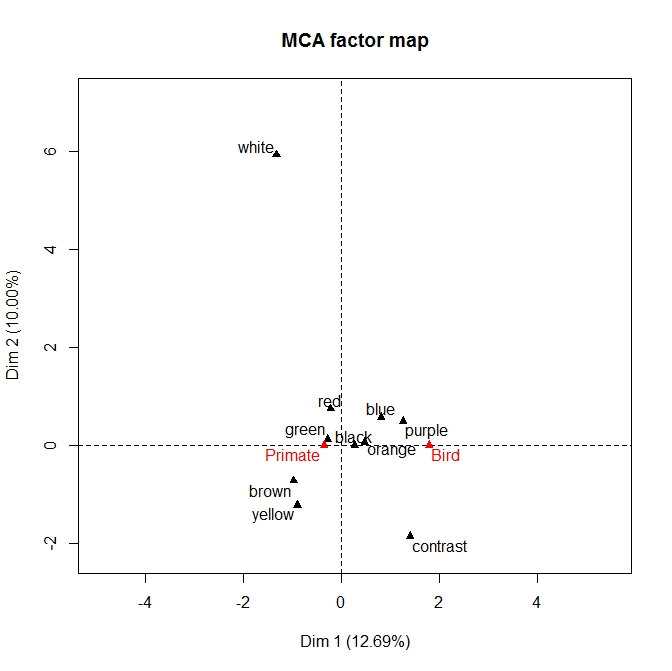 MCA factor map
6
4
2
0
-2
Dim 2 (10.00%)
white
red
blue
green
black
purple
orange
Primate
Bird
brown
yellow
contrast
-4
-2
0
2
4
Dim 1 (12.69%)